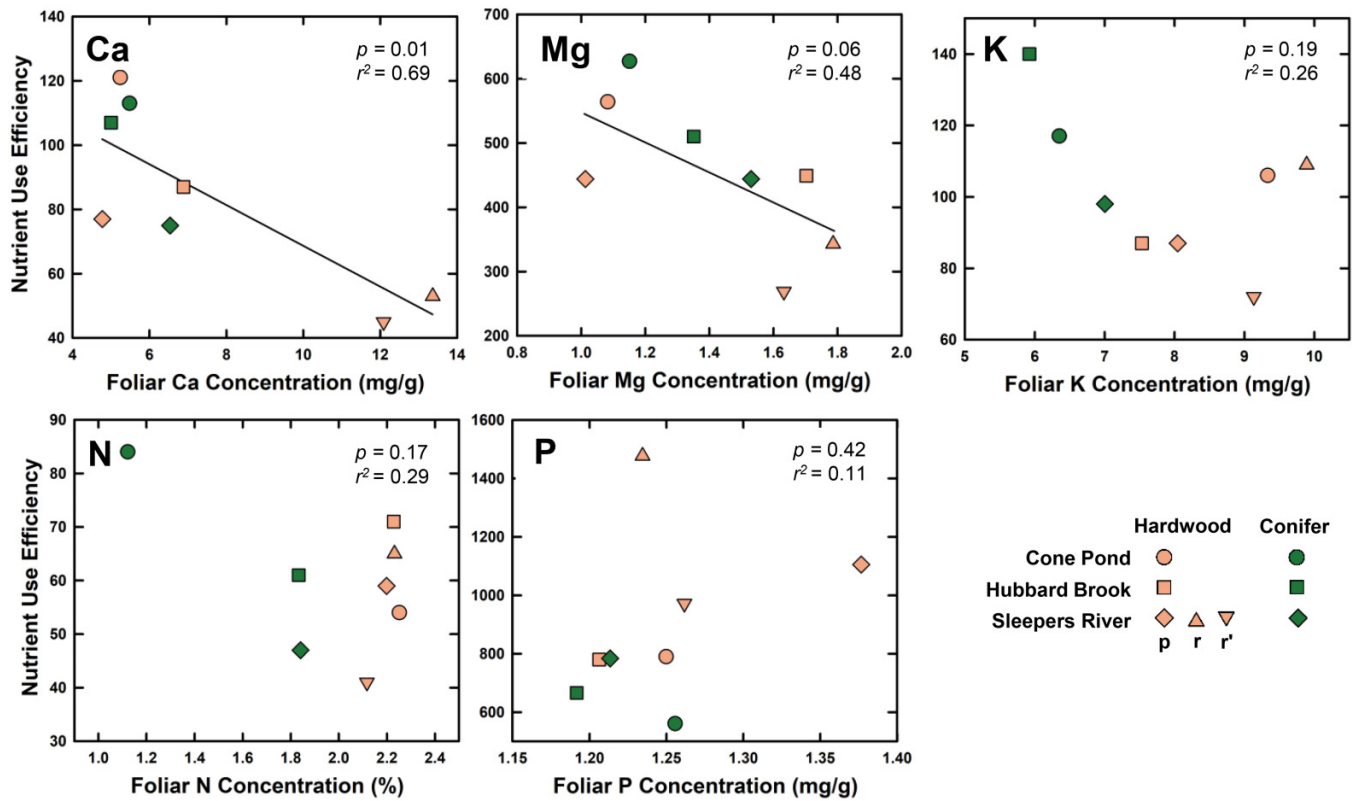 Ca
p = 0.01
r² = 0.69
Nutrient Use Efficiency
140
120
100
80
60
40
4 6 8 10 12 14
Foliar Ca Concentration (mg/g)
Mg
p = 0.06
r² = 0.48
700
600
500
400
300
200
0.8 1.0 1.2 1.4 1.6 1.8 2.0
Foliar Mg Concentration (mg/g)
K
p = 0.19
r² = 0.26
140
120
100
80
60
5 6 7 8 9 10
Foliar K Concentration (mg/g)
N
p = 0.17
r² = 0.29
Nutrient Use Efficiency
90
80
70
60
50
40
30
1.0 1.2 1.4 1.6 1.8 2.0 2.2 2.4
Foliar N Concentration (%)
P
p = 0.42
r² = 0.11
1600
1400
1200
1000
800
600
1.15 1.20 1.25 1.30 1.35 1.40
Foliar P Concentration (mg/g)
Hardwood Conifer
Cone Pond
Hubbard Brook
Sleepers River
p r r'